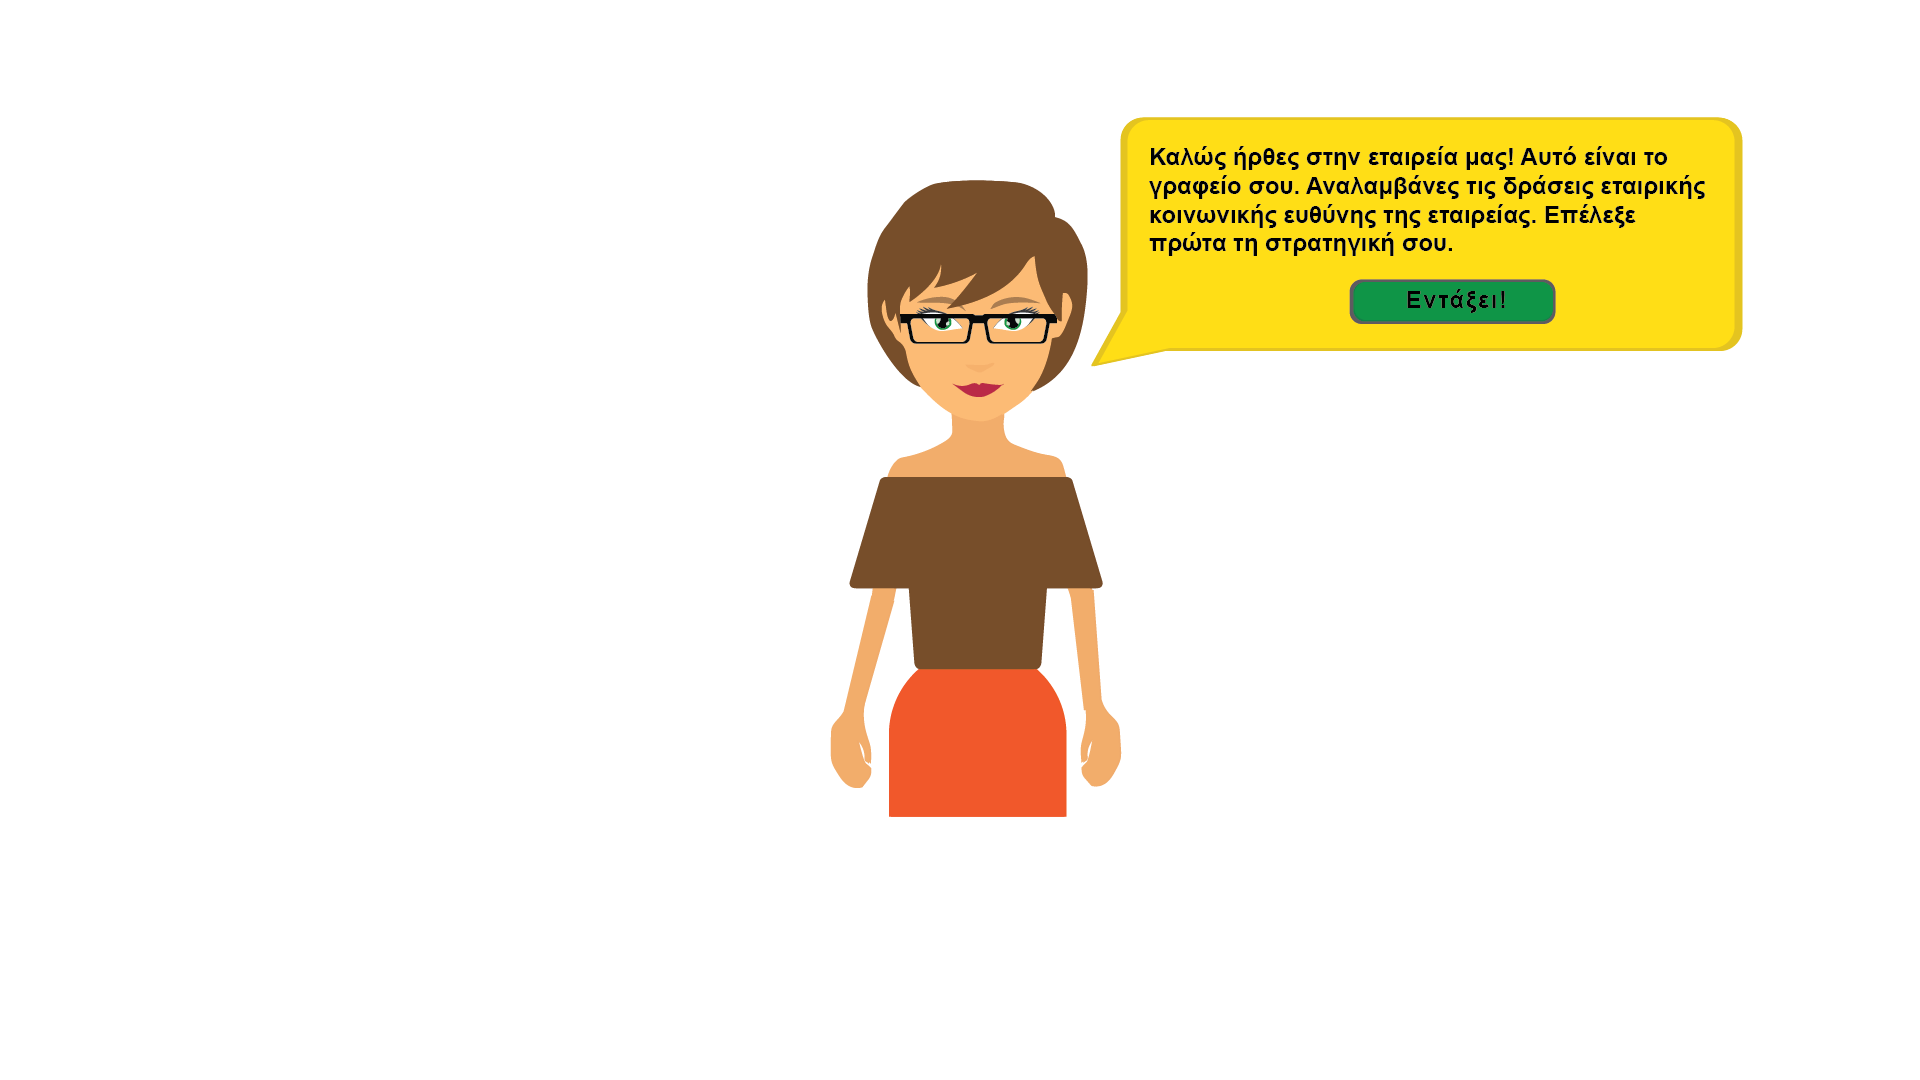 Καλώς ήρθες στην εταιρεία μας! Αυτό είναι το
γραφείο σου. Αναλαμβάνες τις δράσεις εταιρικής
κοινωνικής ευθύνης της εταιρείας. Επέλεξε
πρώτα τη στρατηγική σου.
Εντάξει!